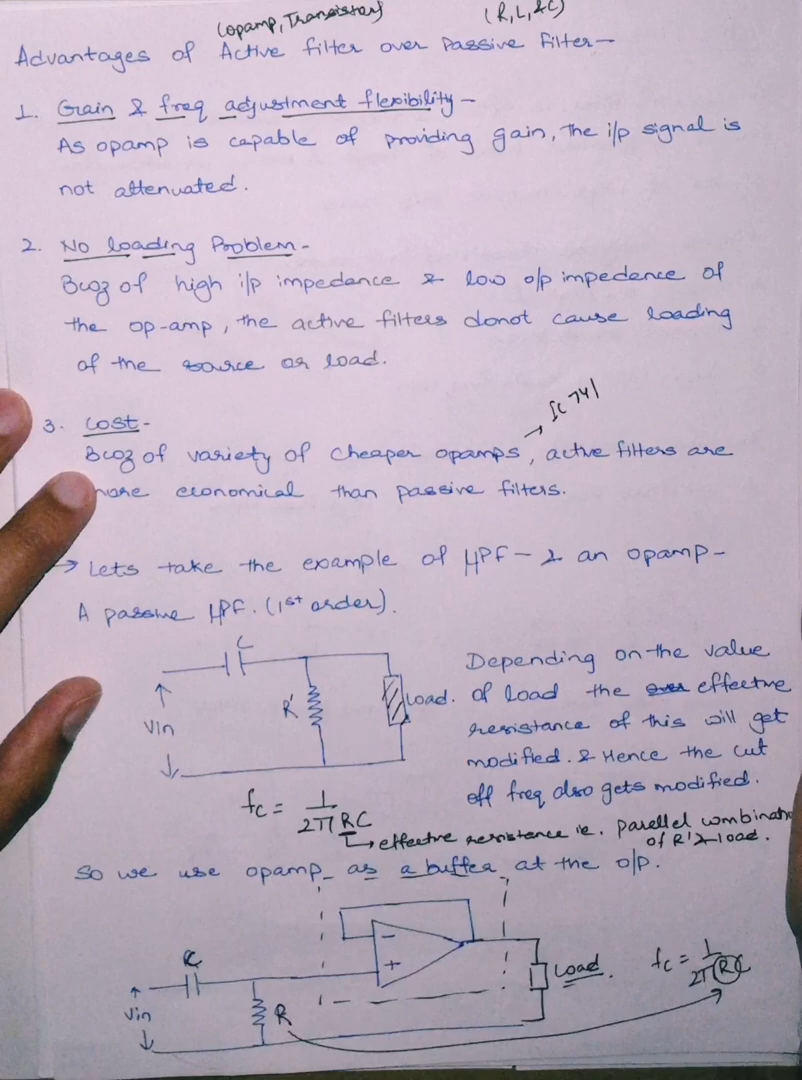 (opamp, Transistor) (R, L, & C)
Advantages of Active filter over Passive Filter-
1. Gain & freq adjustment flexibility -
As opamp is capable of providing gain, the i/p signal is
not attenuated.
2. No loading Problem-
Bcoz of high i/p impedance & low o/p impedence of
the op-amp, the active filters donot cause loading
of the source or load.
3. Cost-
→ IC 741
Bcoz of variety of cheaper opamps, active filters are
more economical than passive filters.
→ Lets take the example of HPF - & an opamp-
A passive HPF. (1st order).
C
R'
Load.
Vin
Depending on the value
of load the effective
resistance of this will get
modified. & Hence the cut
off freq also gets modified.
fc = 1/2πRC
↳ effective resistance ie. parellel combinatn
of R' & load.
So we use opamp as a buffer at the o/p.
C
-
+
Load.
fc = 1/2πRC
Vin
R